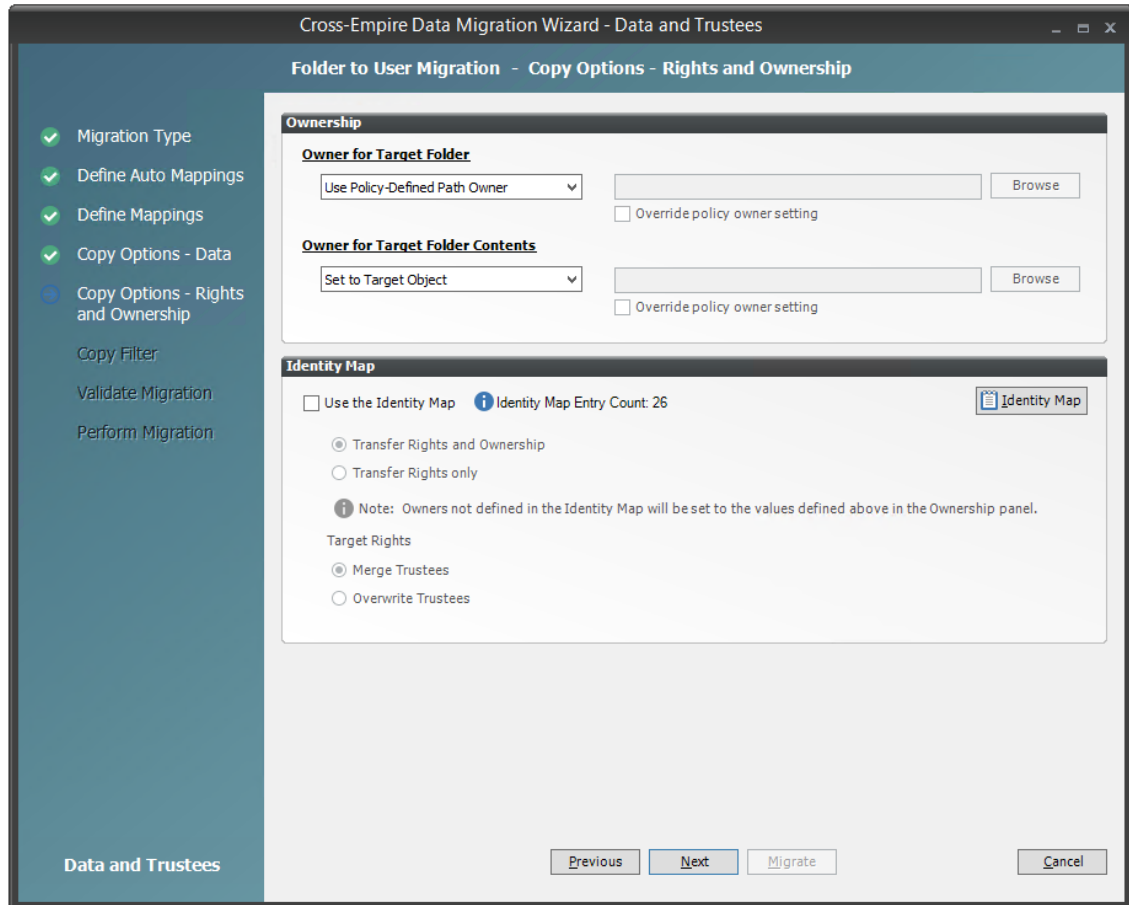 Cross-Empire Data Migration Wizard - Data and Trustees
Folder to User Migration - Copy Options - Rights and Ownership
Migration Type
Define Auto Mappings
Define Mappings
Copy Options - Data
Copy Options - Rights
and Ownership
Copy Filter
Validate Migration
Perform Migration
Data and Trustees
Ownership
Owner for Target Folder
Use Policy-Defined Path Owner
Browse
Override policy owner setting
Owner for Target Folder Contents
Set to Target Object
Browse
Override policy owner setting
Identity Map
Use the Identity Map
Identity Map Entry Count: 26
Identity Map
Transfer Rights and Ownership
Transfer Rights only
Note: Owners not defined in the Identity Map will be set to the values defined above in the Ownership panel.
Target Rights
Merge Trustees
Overwrite Trustees
Previous
Next
Migrate
Cancel